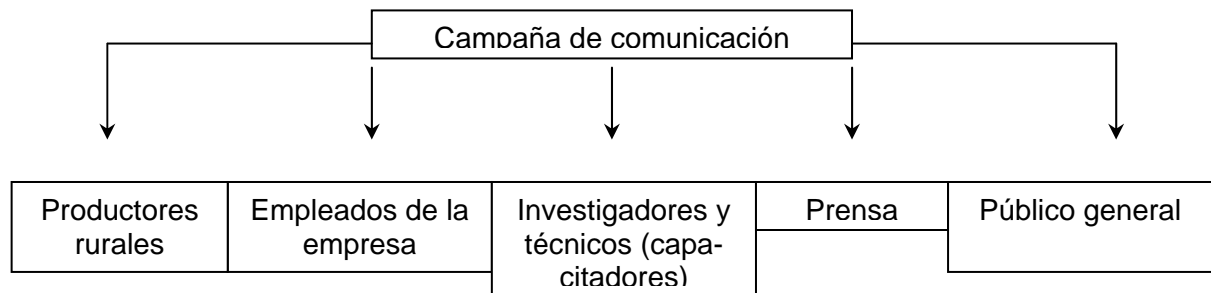 Campaña de comunicación
Productores
rurales
Empleados de la
empresa
Investigadores y
técnicos (capa-
citadores)
Prensa
Público general